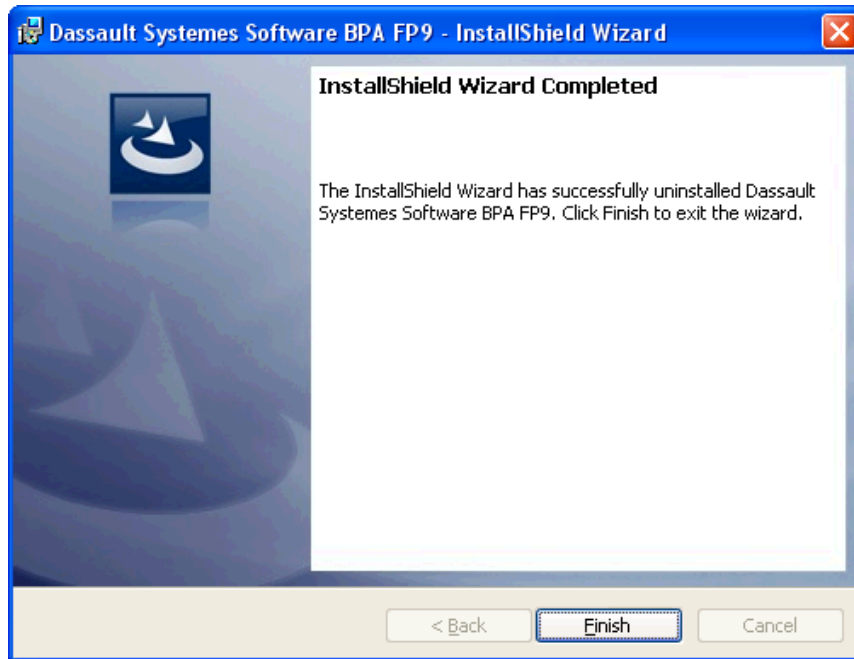 Dassault Systemes Software BPA FP9 - InstallShield Wizard
InstallShield Wizard Completed
The InstallShield Wizard has successfully uninstalled Dassault
Systemes Software BPA FP9. Click Finish to exit the wizard.
< Back
Finish
Cancel